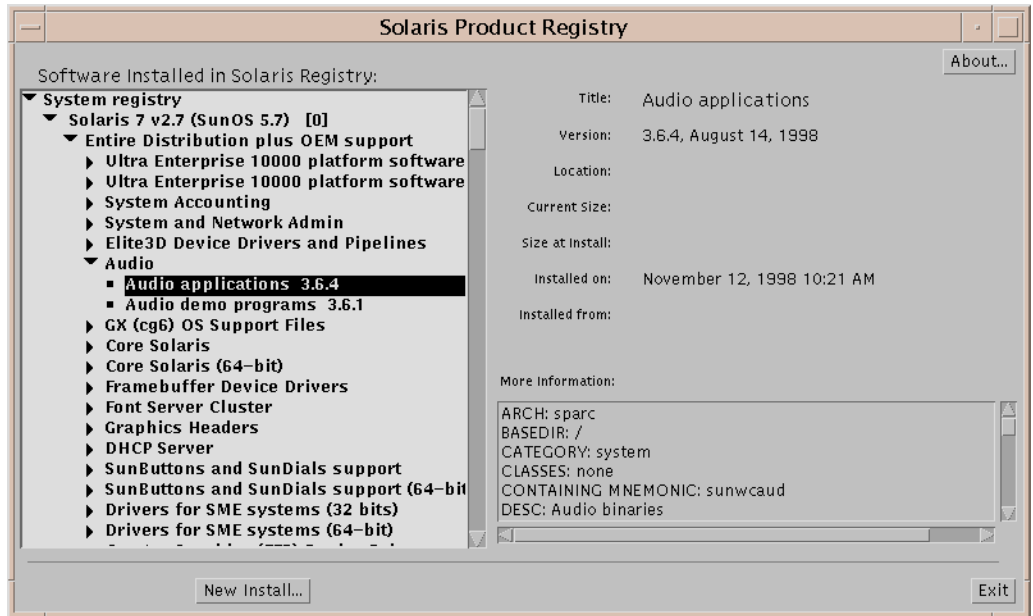 Solaris Product Registry
About...
Software Installed in Solaris Registry:
System registry
Solaris 7 v2.7 (SunOS 5.7) [0]
Entire Distribution plus OEM support
Ultra Enterprise 10000 platform software
Ultra Enterprise 10000 platform software
System Accounting
System and Network Admin
Elite3D Device Drivers and Pipelines
Audio
Audio applications 3.6.4
Audio demo programs 3.6.1
GX (cg6) OS Support Files
Core Solaris
Core Solaris (64-bit)
Framebuffer Device Drivers
Font Server Cluster
Graphics Headers
DHCP Server
SunButtons and SunDials support
SunButtons and SunDials support (64-bit
Drivers for SME systems (32 bits)
Drivers for SME systems (64-bit)
Title: Audio applications
Version: 3.6.4, August 14, 1998
Location:
Current Size:
Size at Install:
Installed on: November 12, 1998 10:21 AM
Installed from:
More Information:
ARCH: sparc
BASEDIR: /
CATEGORY: system
CLASSES: none
CONTAINING MNEMONIC: sunwcaud
DESC: Audio binaries
New Install...
Exit